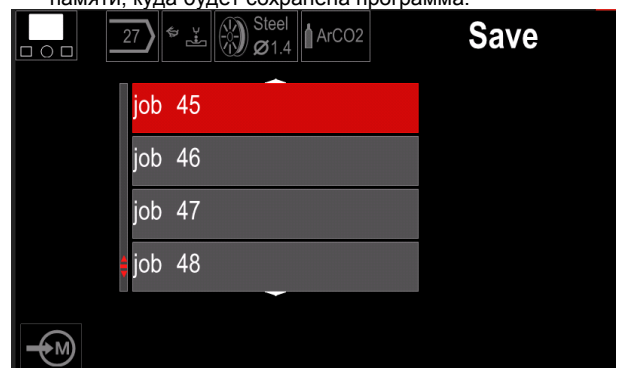 памяти, куда будет сохранена программа.
27 Steel ArCO2 Save
Ø1.4
job 45
job 46
job 47
job 48
M